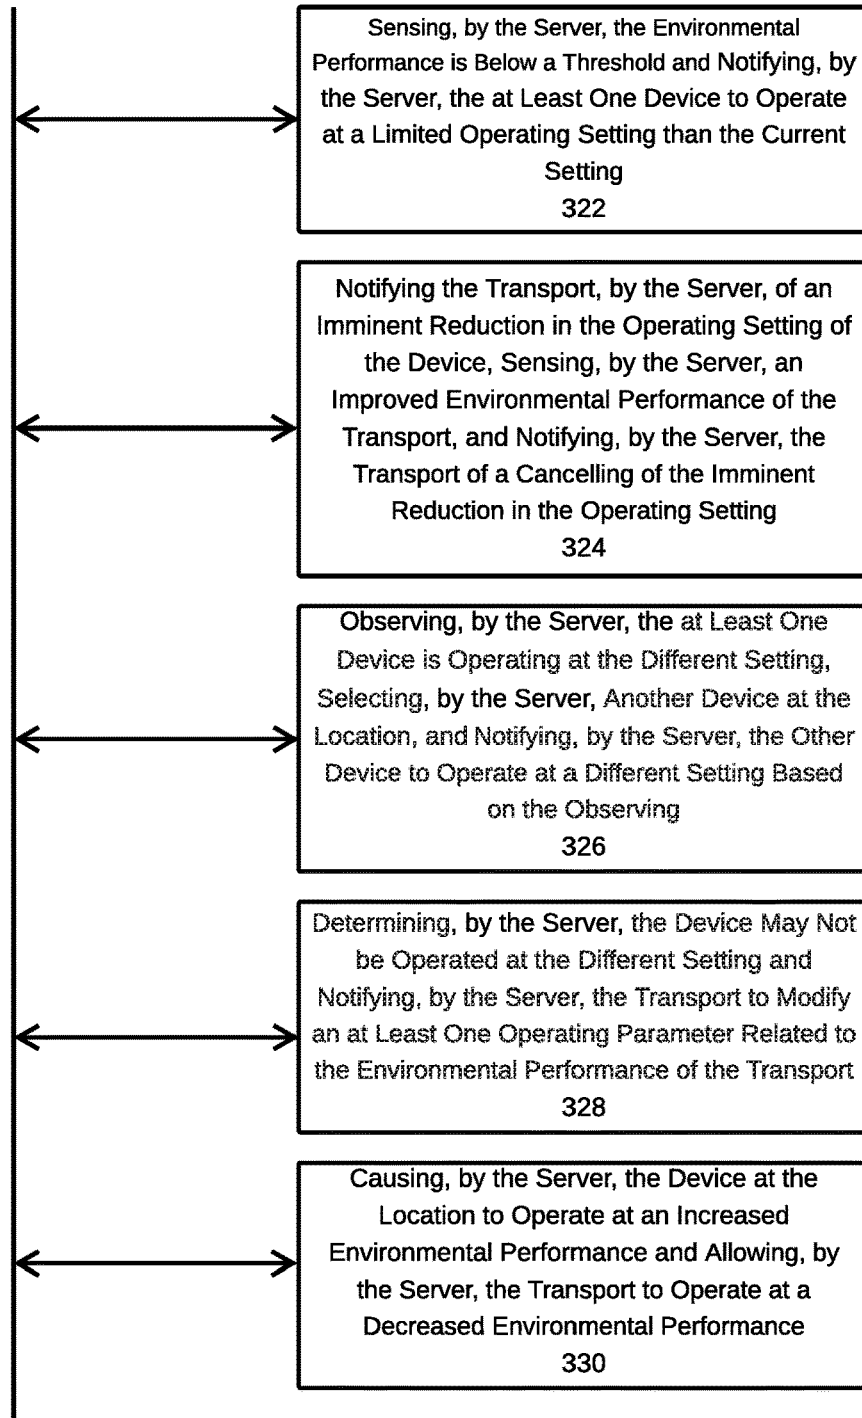 Sensing, by the Server, the Environmental
Performance is Below a Threshold and Notifying, by
the Server, the at Least One Device to Operate
at a Limited Operating Setting than the Current
Setting
322
Notifying the Transport, by the Server, of an
Imminent Reduction in the Operating Setting of
the Device, Sensing, by the Server, an
Improved Environmental Performance of the
Transport, and Notifying, by the Server, the
Transport of a Cancelling of the Imminent
Reduction in the Operating Setting
324
Observing, by the Server, the at Least One
Device is Operating at the Different Setting,
Selecting, by the Server, Another Device at the
Location, and Notifying, by the Server, the Other
Device to Operate at a Different Setting Based
on the Observing
326
Determining, by the Server, the Device May Not
be Operated at the Different Setting and
Notifying, by the Server, the Transport to Modify
an at Least One Operating Parameter Related to
the Environmental Performance of the Transport
328
Causing, by the Server, the Device at the
Location to Operate at an Increased
Environmental Performance and Allowing, by
the Server, the Transport to Operate at a
Decreased Environmental Performance
330